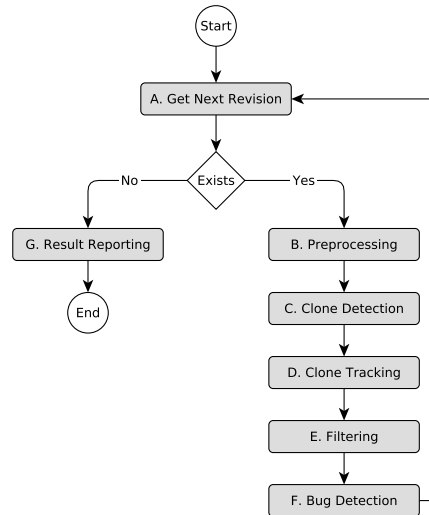 Start
A. Get Next Revision
Exists
No
Yes
G. Result Reporting
B. Preprocessing
End
C. Clone Detection
D. Clone Tracking
E. Filtering
F. Bug Detection